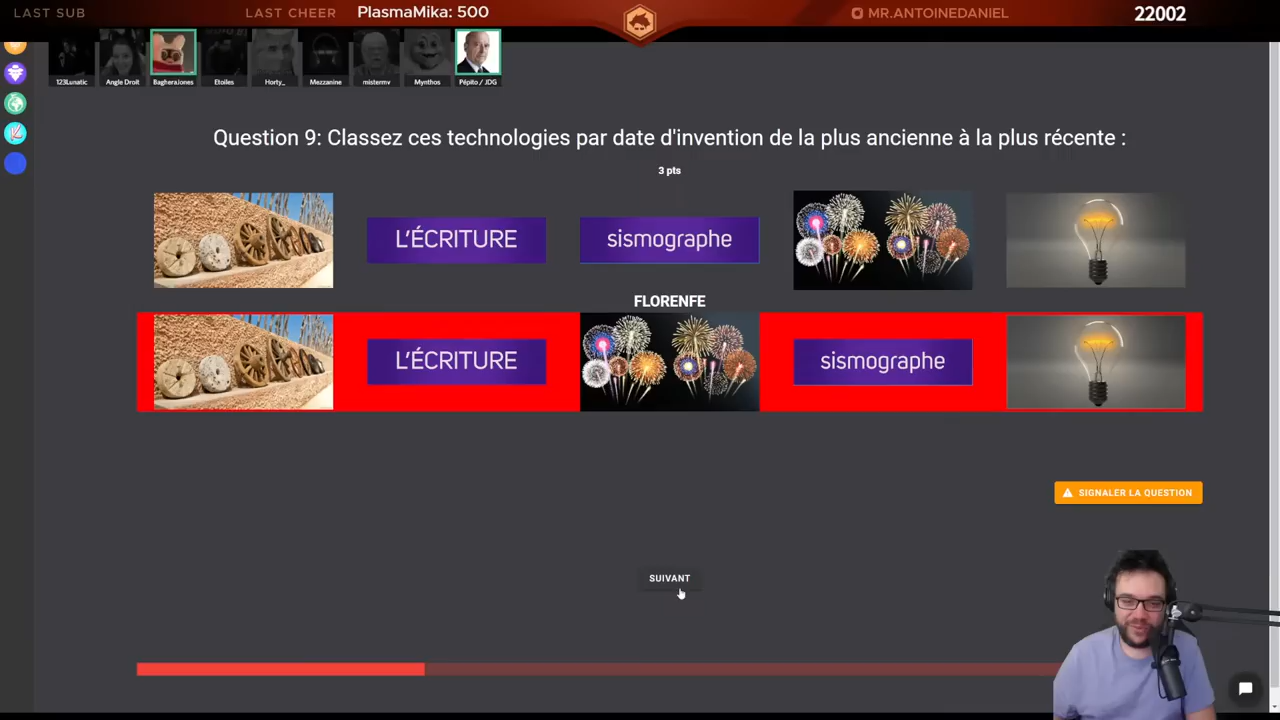 LAST SUB
LAST CHEER
PlasmaMika: 500
MR.ANTOINEDANIEL
22002
123Lunatic
Angle Droit
BagheraJones
Etoiles
Horty_
Mezzanine
mistermv
Mynthos
Pépito / JDG
Question 9: Classez ces technologies par date d'invention de la plus ancienne à la plus récente :
3 pts
L'ÉCRITURE
sismographe
FLORENFE
L'ÉCRITURE
sismographe
SIGNALER LA QUESTION
SUIVANT